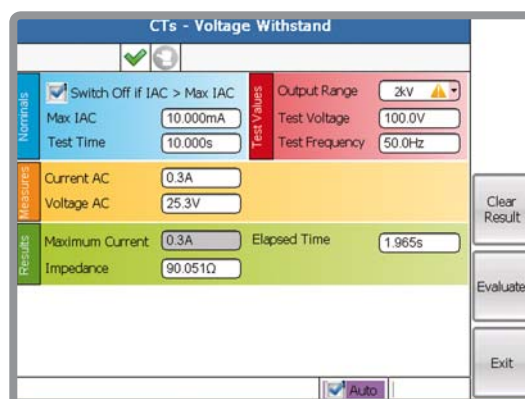 CTs - Voltage Withstand
Nominals
Switch Off if IAC > Max IAC
Max IAC 10.000mA
Test Time 10.000s
Test Values
Output Range 2kV
Test Voltage 100.0V
Test Frequency 50.0Hz
Measures
Current AC 0.3A
Voltage AC 25.3V
Results
Maximum Current 0.3A Elapsed Time 1.965s
Impedance 90.051Ω
Clear
Result
Evaluate
Exit
Auto